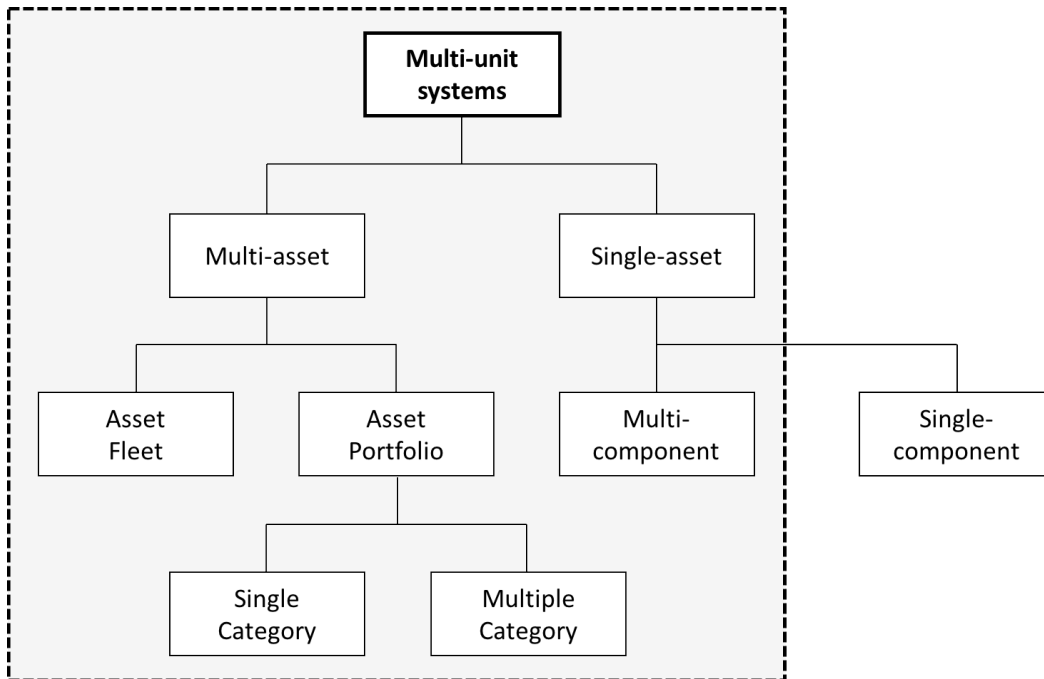 Multi-unit
systems
Multi-asset
Single-asset
Asset
Fleet
Asset
Portfolio
Multi-
component
Single-
component
Single
Category
Multiple
Category